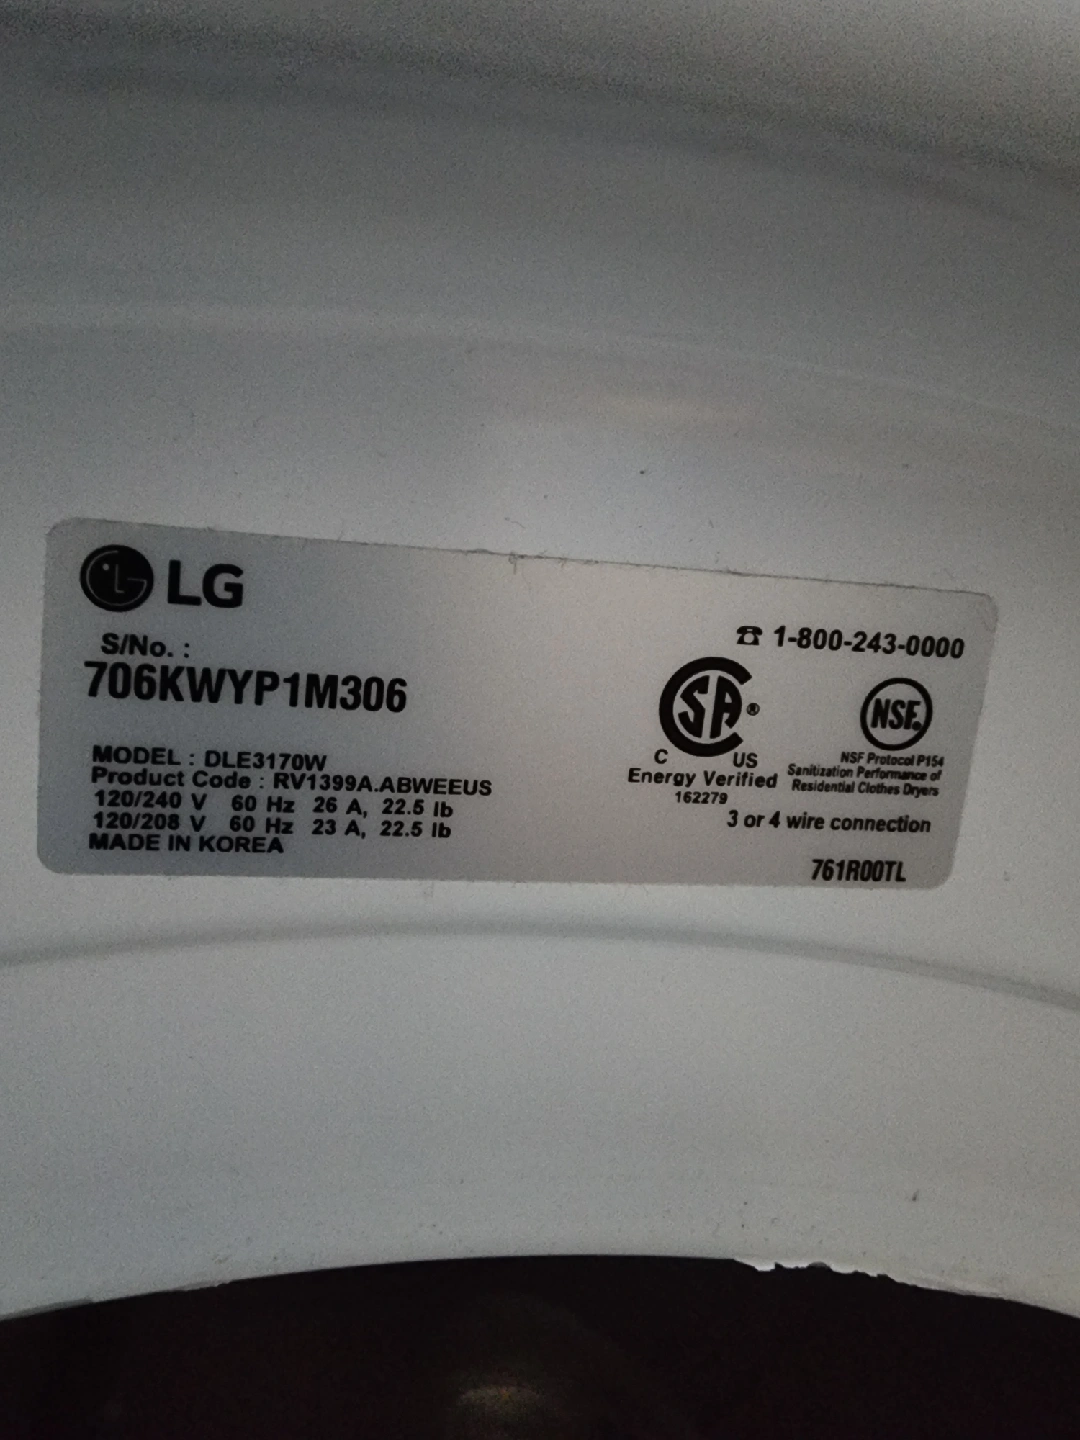 LG
S/No. :
706KWYP1M306
MODEL : DLE3170W
Product Code : RV1399A.ABWEEUS
120/240 V 60 Hz 26 A, 22.5 lb
120/208 V 60 Hz 23 A, 22.5 lb
MADE IN KOREA
☎ 1-800-243-0000
SA ®
C US
Energy Verified
162279
NSF.
NSF Protocol P154
Sanitization Performance of
Residential Clothes Dryers
3 or 4 wire connection
761R00TL